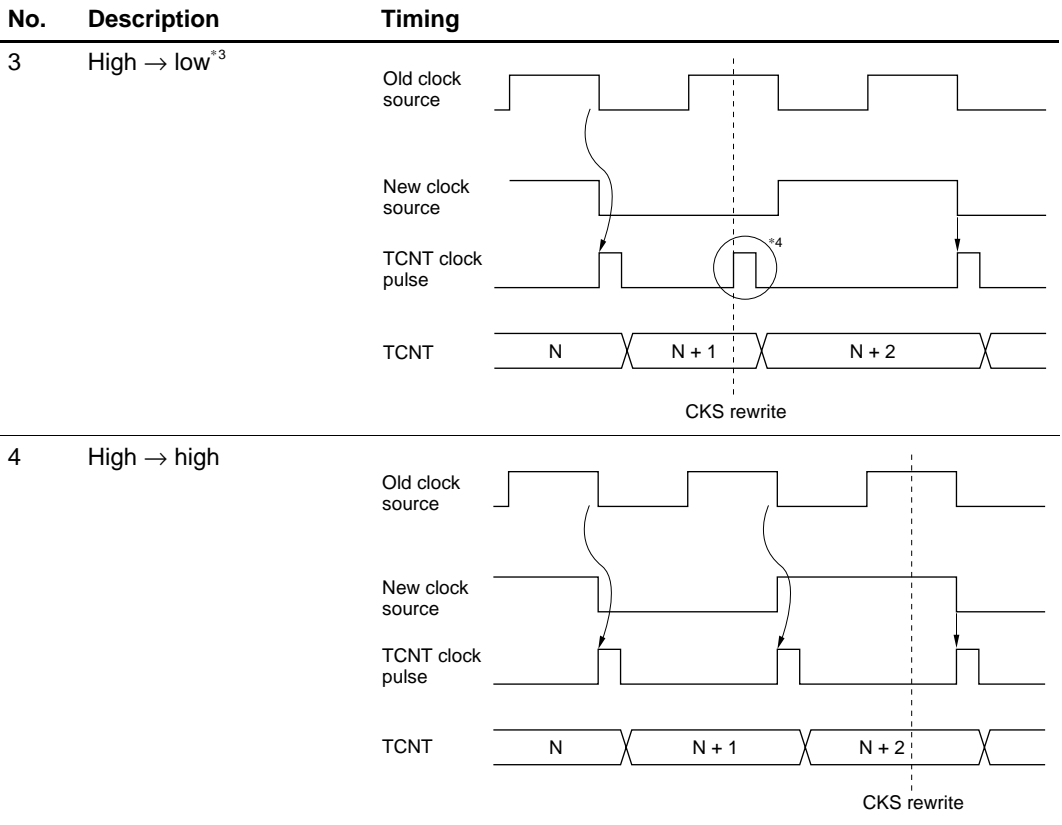 No. Description Timing
3 High → low*3
Old clock
source
New clock
source
*4
TCNT clock
pulse
TCNT N N + 1 N + 2
CKS rewrite
4 High → high
Old clock
source
New clock
source
TCNT clock
pulse
TCNT N N + 1 N + 2
CKS rewrite